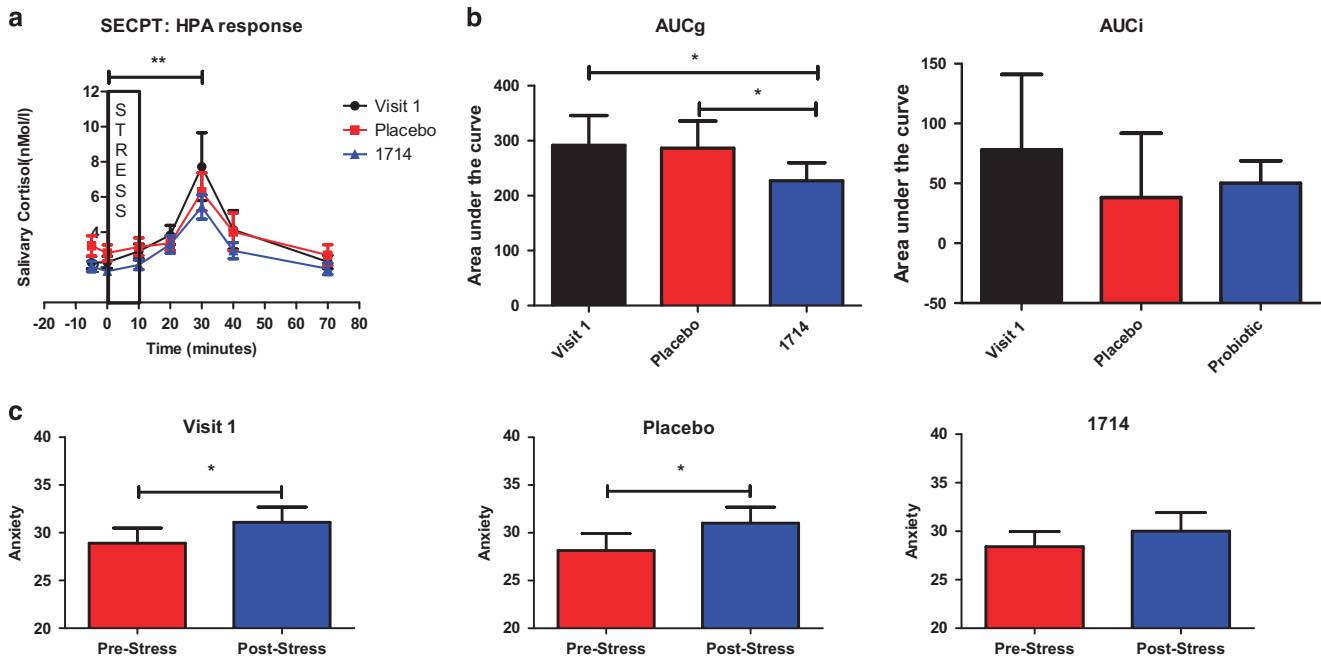 a
SECPT: HPA response
**
Salivary Cortisol(nMol/l)
12
10
8
6
4
STRESS
Visit 1
Placebo
1714
-20 -10 0 10 20 30 40 50 60 70 80
Time (minutes)
b
AUCg
*
*
Area under the curve
400
300
200
100
0
Visit 1
Placebo
1714
AUCi
Area under the curve
150
100
50
0
-50
Visit 1
Placebo
Probiotic
c
Visit 1
*
Anxiety
40
35
30
25
20
Pre-Stress Post-Stress
Placebo
*
Anxiety
40
35
30
25
20
Pre-Stress Post-Stress
1714
Anxiety
40
35
30
25
20
Pre-Stress Post-Stress